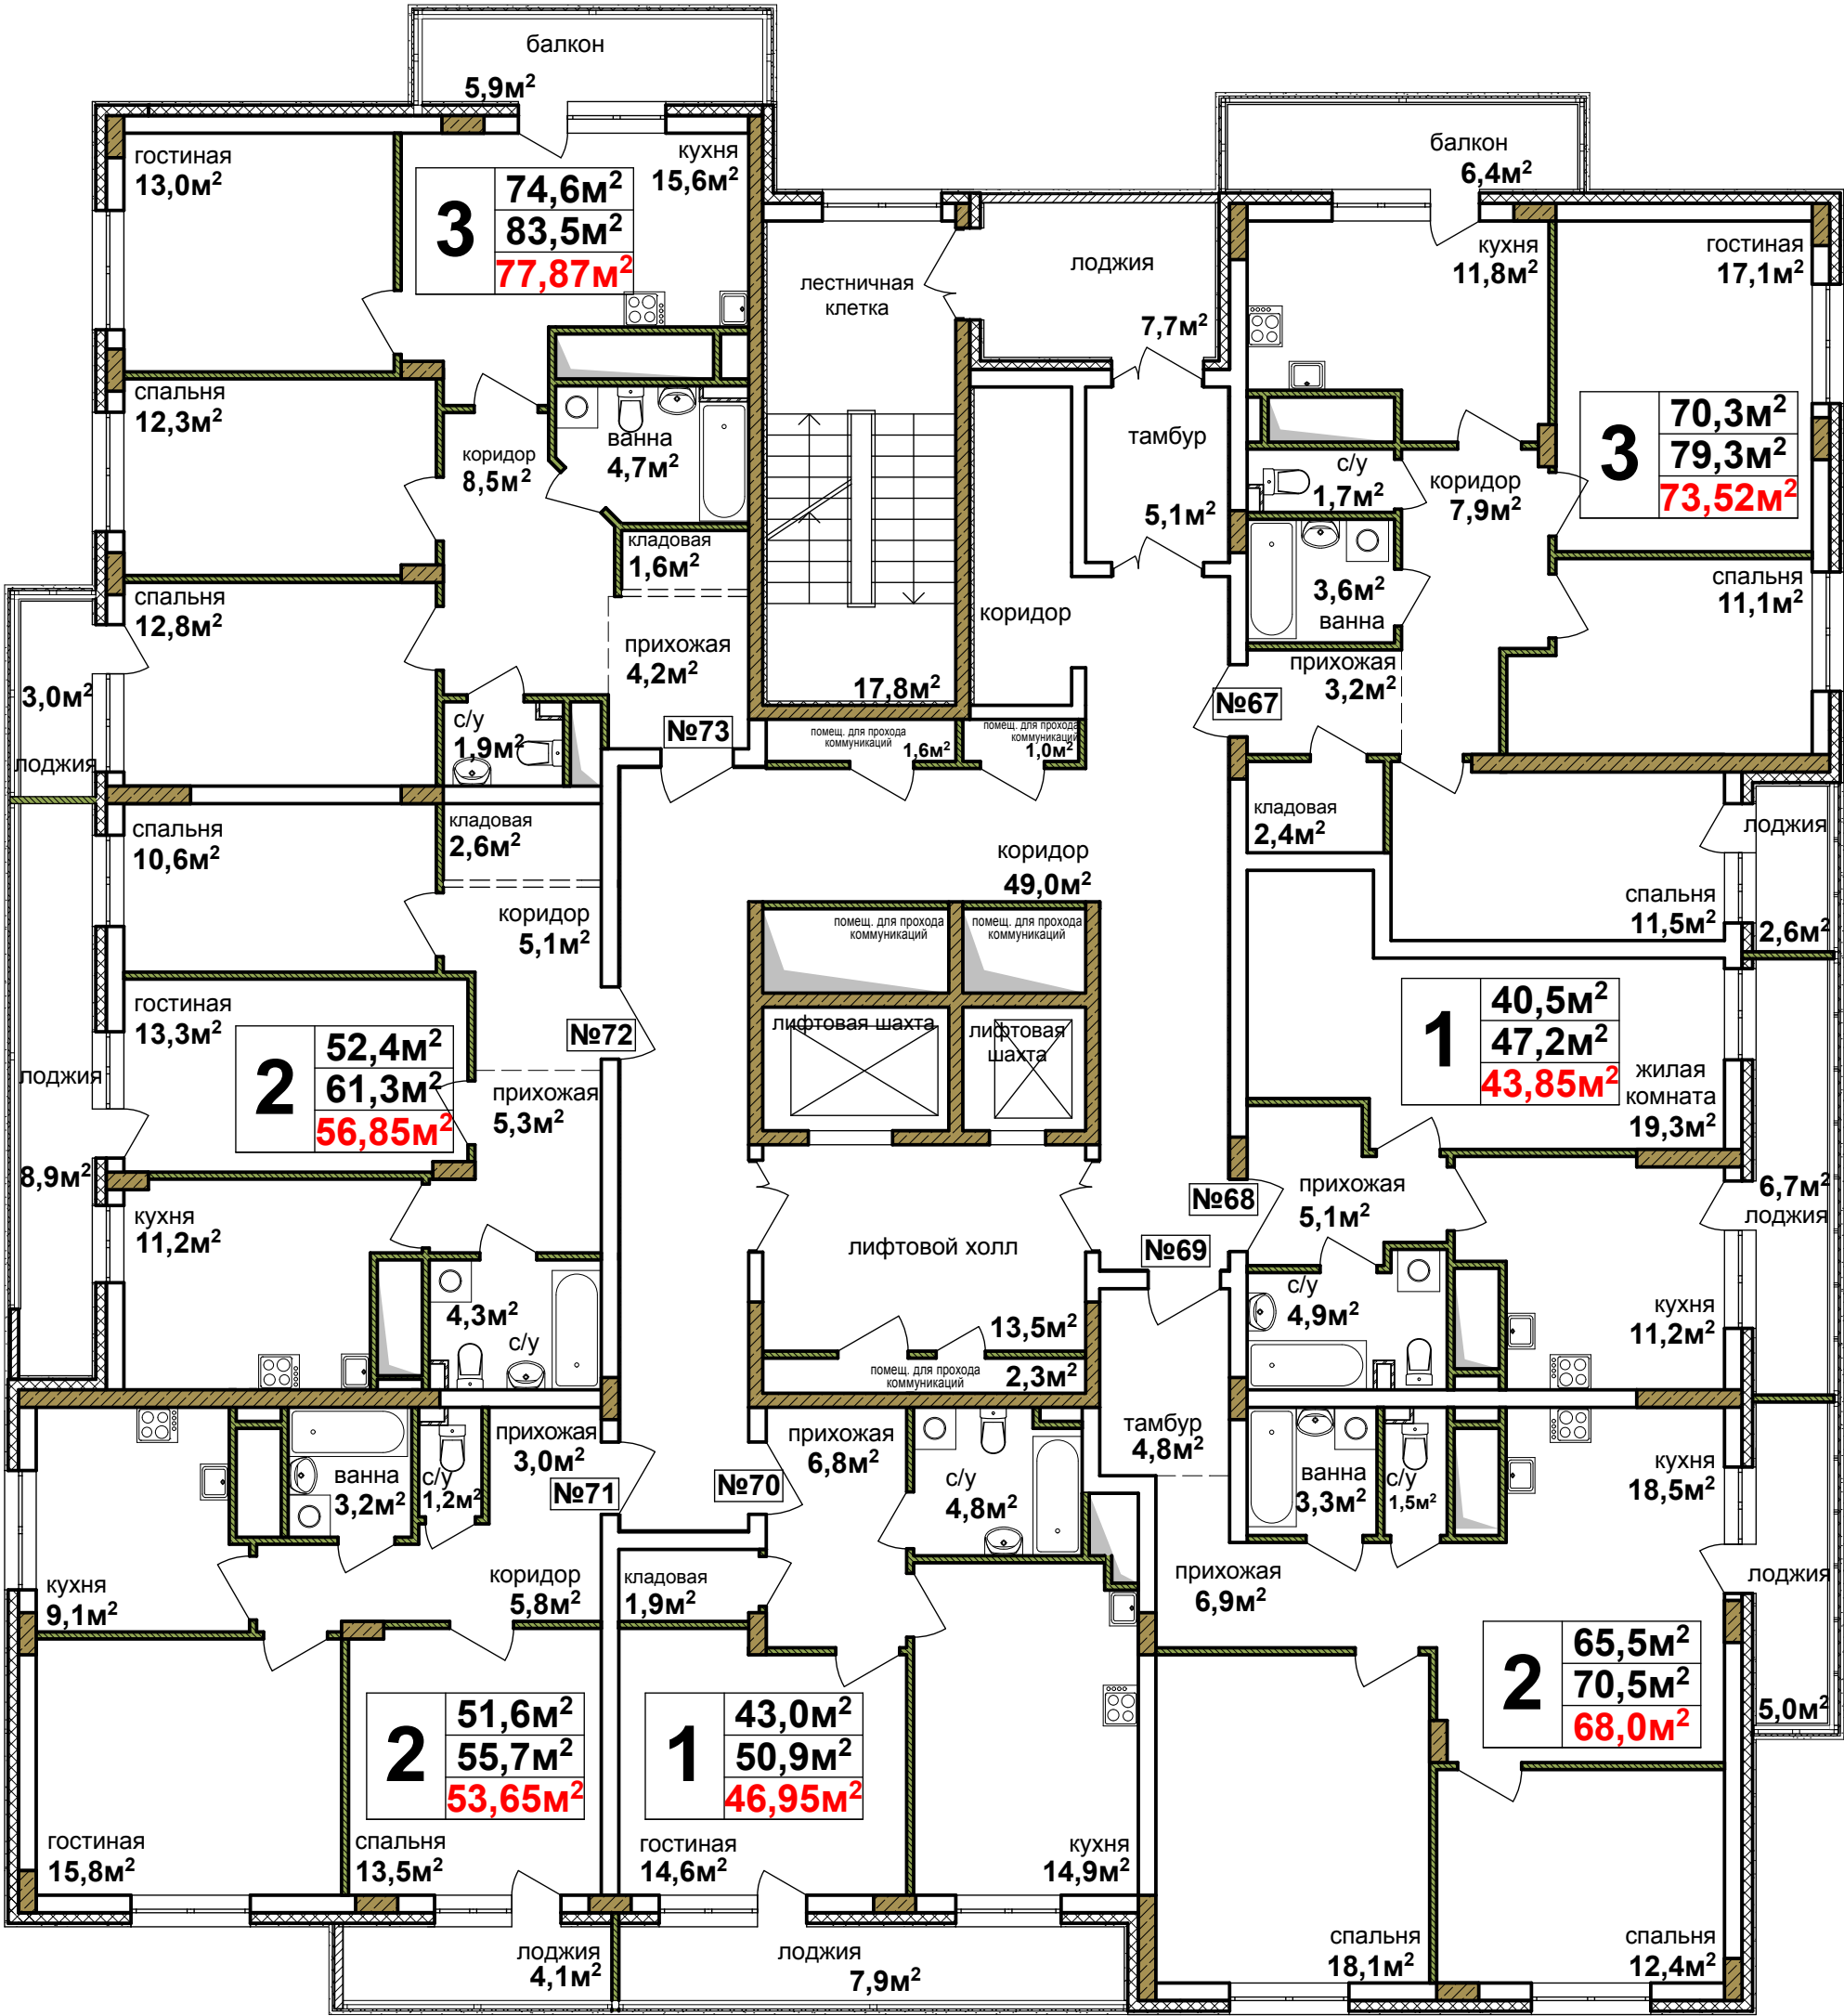 балкон
5,9м²
гостиная
13,0м²
3
74,6м²
83,5м²
77,87м²
кухня
15,6м²
балкон
6,4м²
лестничная
клетка
лоджия
7,7м²
кухня
11,8м²
гостиная
17,1м²
спальня
12,3м²
коридор
8,5м²
ванна
4,7м²
тамбур
5,1м²
с/у
1,7м²
коридор
7,9м²
3
70,3м²
79,3м²
73,52м²
кладовая
1,6м²
спальня
12,8м²
прихожая
4,2м²
17,8м²
коридор
3,6м²
ванна
спальня
11,1м²
3,0м²
лоджия
с/у
1,9м²
№73
помещ. для прохода
коммуникаций
1,6м²
помещ. для прохода
коммуникаций
1,0м²
№67
прихожая
3,2м²
спальня
10,6м²
кладовая
2,6м²
коридор
49,0м²
кладовая
2,4м²
лоджия
2,6м²
спальня
11,5м²
коридор
5,1м²
помещ. для прохода
коммуникаций
помещ. для прохода
коммуникаций
гостиная
13,3м²
2
52,4м²
61,3м²
56,85м²
№72
лифтовая шахта
лифтовая
шахта
1
40,5м²
47,2м²
43,85м²
жилая
комната
19,3м²
лоджия
8,9м²
прихожая
5,3м²
кухня
11,2м²
лифтовой холл
13,5м²
№68
№69
прихожая
5,1м²
6,7м²
лоджия
4,3м²
с/у
с/у
4,9м²
кухня
11,2м²
помещ. для прохода
коммуникаций
2,3м²
ванна
3,2м²
с/у
1,2м²
прихожая
3,0м²
№71
№70
прихожая
6,8м²
с/у
4,8м²
тамбур
4,8м²
ванна
3,3м²
с/у
1,5м²
кухня
18,5м²
кухня
9,1м²
коридор
5,8м²
кладовая
1,9м²
прихожая
6,9м²
лоджия
5,0м²
2
65,5м²
70,5м²
68,0м²
2
51,6м²
55,7м²
53,65м²
1
43,0м²
50,9м²
46,95м²
гостиная
15,8м²
спальня
13,5м²
гостиная
14,6м²
кухня
14,9м²
спальня
18,1м²
спальня
12,4м²
лоджия
4,1м²
лоджия
7,9м²